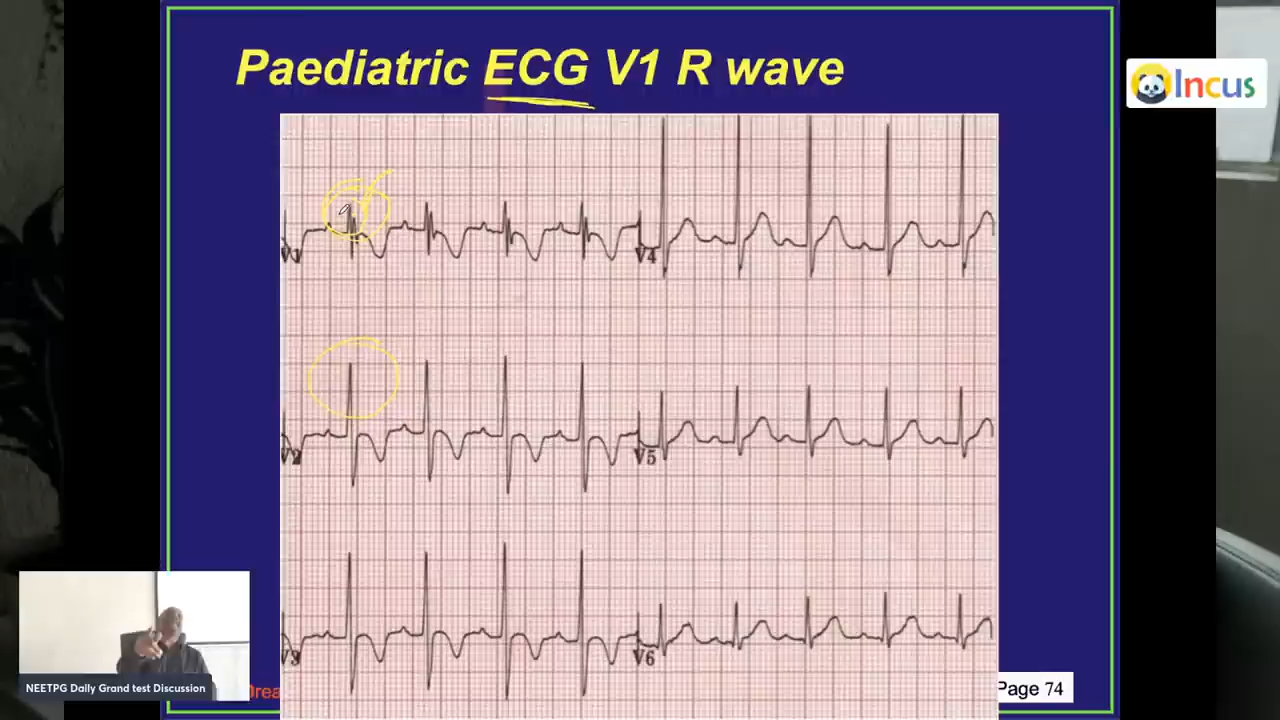 Paediatric ECG V1 R wave
Incus
V1
V4
V2
V5
V3
V6
NEETPG Daily Grand test Discussion
Page 74